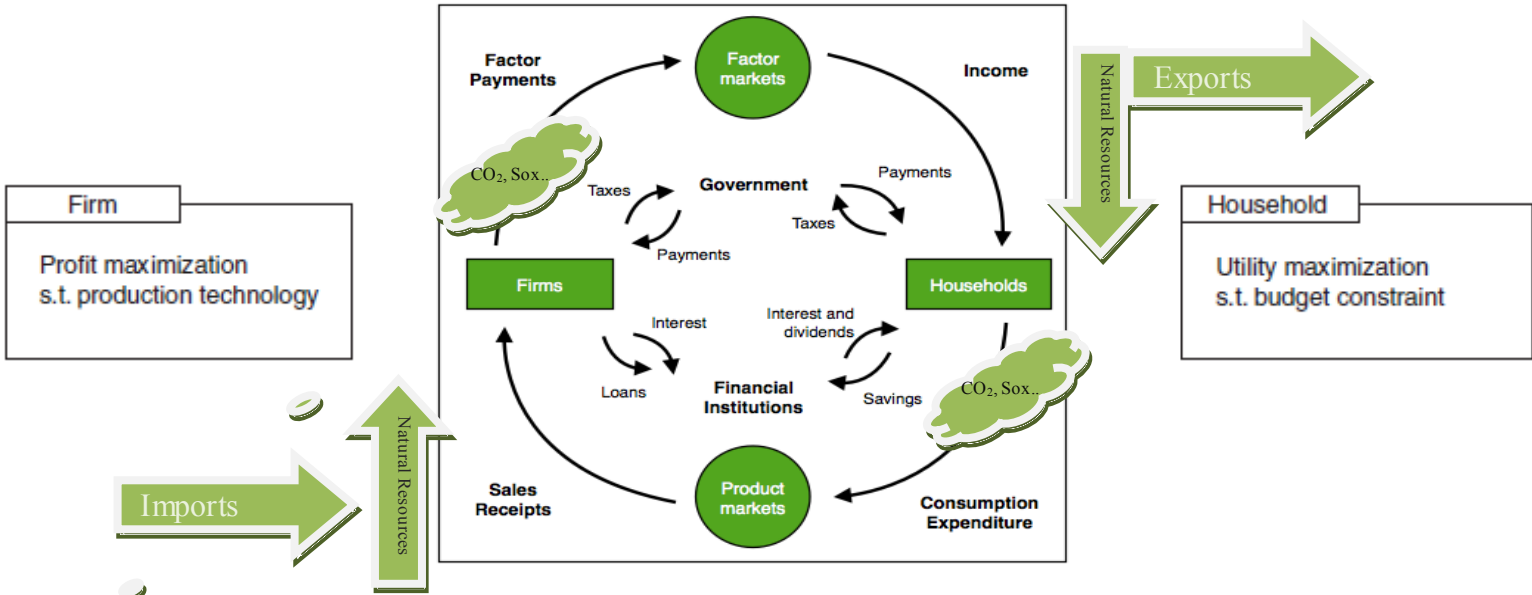 Factor
Payments
Factor
markets
Income
Natural Resources
Exports
CO₂, Sox..
Taxes
Government
Payments
Taxes
Payments
Firm
Profit maximization
s.t. production technology
Household
Utility maximization
s.t. budget constraint
Firms
Households
Interest
Loans
Interest and
dividends
Financial
Institutions
Savings
CO₂, Sox..
Imports
Natural Resources
Sales
Receipts
Product
markets
Consumption
Expenditure